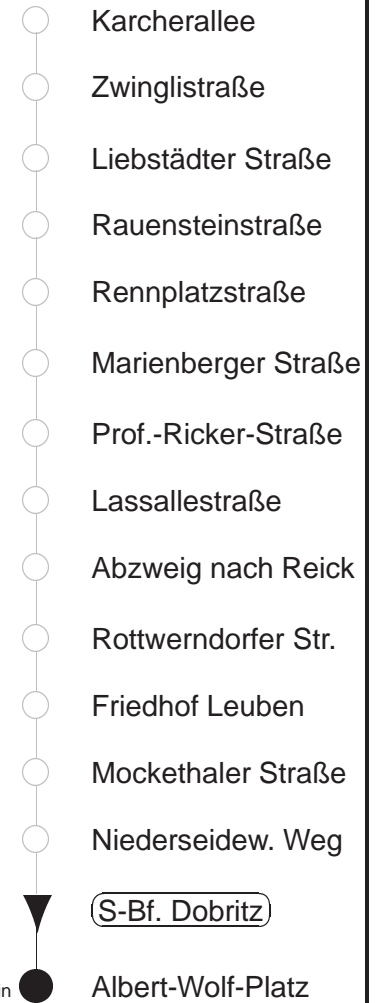 Karcherallee
Zwinglistraße
Liebstädter Straße
Rauensteinstraße
Rennplatzstraße
Marienberger Straße
Prof.-Ricker-Straße
Lassallestraße
Abzweig nach Reick
Rottwerndorfer Str.
Friedhof Leuben
Mockethaler Straße
Niederseidew. Weg
S-Bf. Dobritz
in Albert-Wolf-Platz